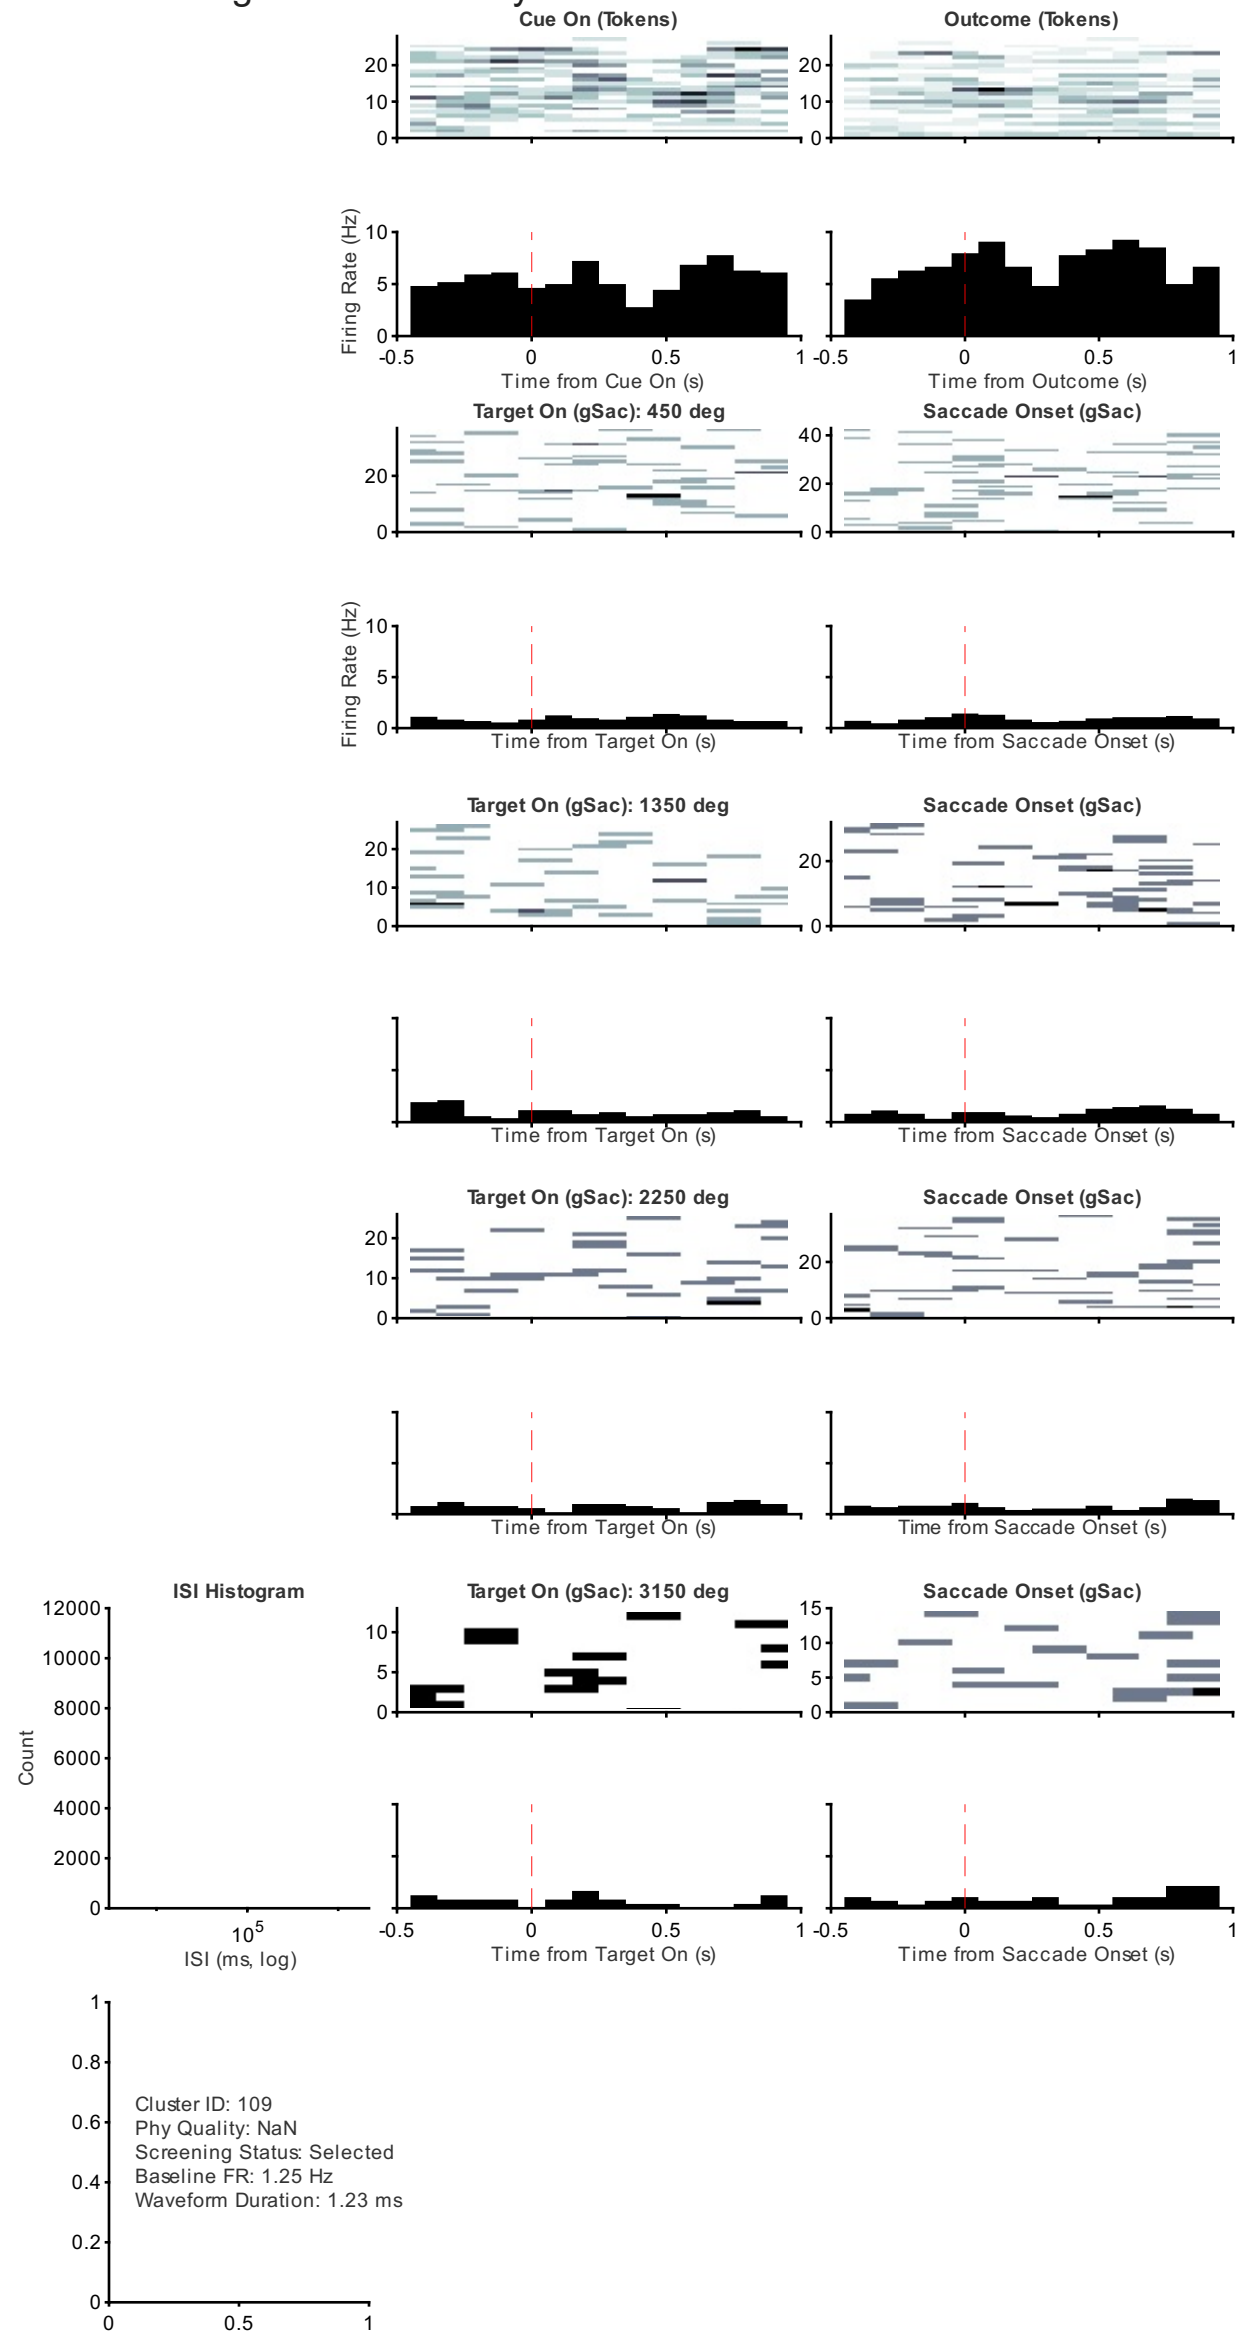 Cue On (Tokens)
Outcome (Tokens)
20
10
0
20
10
0
Firing Rate (Hz)
10
5
0
-0.5
0
0.5
1
-0.5
0
0.5
1
Time from Cue On (s)
Time from Outcome (s)
Target On (gSac): 450 deg
Saccade Onset (gSac)
20
0
40
20
0
Firing Rate (Hz)
10
5
0
Time from Target On (s)
Time from Saccade Onset (s)
Target On (gSac): 1350 deg
Saccade Onset (gSac)
20
10
0
20
0
Time from Target On (s)
Time from Saccade Onset (s)
Target On (gSac): 2250 deg
Saccade Onset (gSac)
20
10
0
20
0
Time from Target On (s)
Time from Saccade Onset (s)
ISI Histogram
Target On (gSac): 3150 deg
Saccade Onset (gSac)
12000
10000
8000
6000
4000
2000
0
Count
10
5
0
15
10
5
0
10^5
ISI (ms, log)
-0.5
0
0.5
1
-0.5
0
0.5
1
Time from Target On (s)
Time from Saccade Onset (s)
1
0.8
0.6
0.4
0.2
0
Cluster ID: 109
Phy Quality: NaN
Screening Status: Selected
Baseline FR: 1.25 Hz
Waveform Duration: 1.23 ms
0
0.5
1